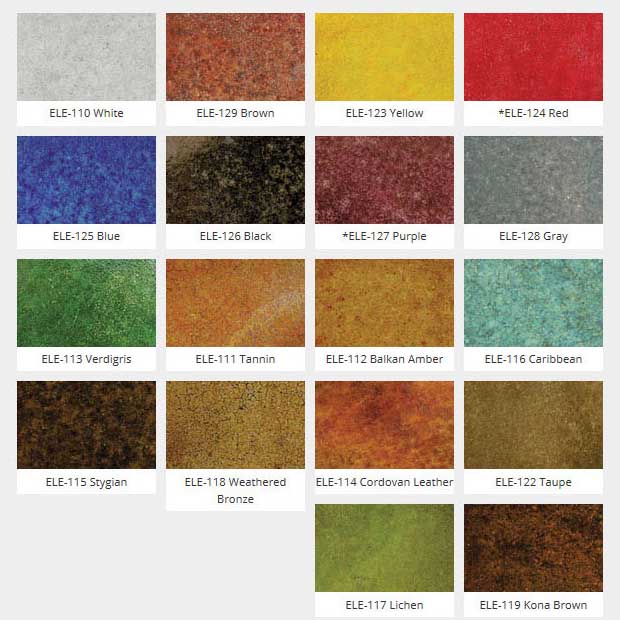 ELE-110 White
ELE-129 Brown
ELE-123 Yellow
*ELE-124 Red
ELE-125 Blue
ELE-126 Black
*ELE-127 Purple
ELE-128 Gray
ELE-113 Verdigris
ELE-111 Tannin
ELE-112 Balkan Amber
ELE-116 Caribbean
ELE-115 Stygian
ELE-118 Weathered
Bronze
ELE-114 Cordovan Leather
ELE-122 Taupe
ELE-117 Lichen
ELE-119 Kona Brown